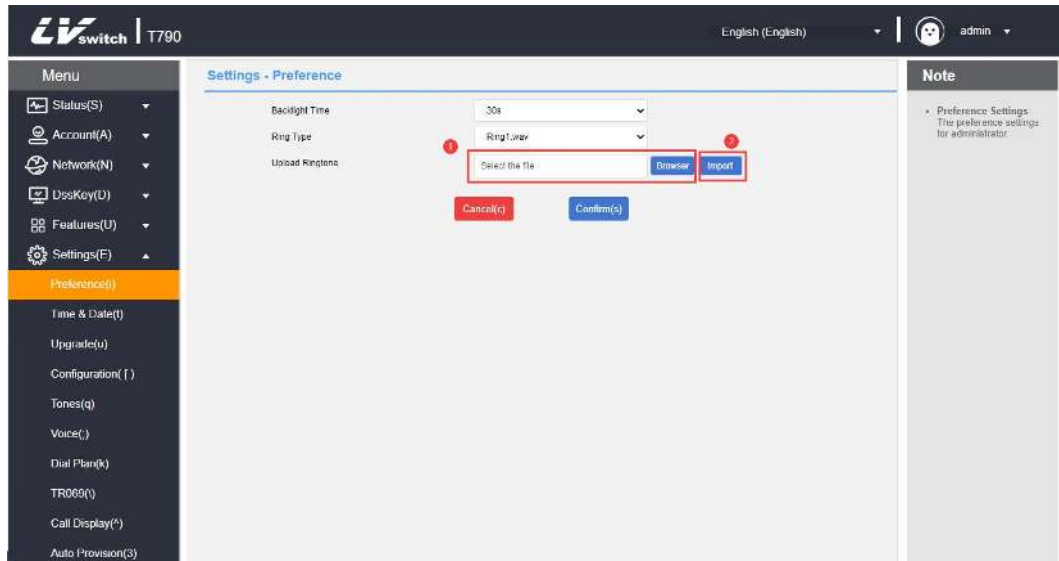 LVswitch | T790
English (English)
admin
Menu
Status(S)
Account(A)
Network(N)
DssKey(D)
Features(U)
Settings(E)
Preference(i)
Time & Date(t)
Upgrade(u)
Configuration( [ )
Tones(q)
Voice(;)
Dial Plan(k)
TR069(\)
Call Display(^)
Auto Provision(3)
Settings - Preference
Backlight Time
30s
Ring Type
Ring1.wav
1
2
Upload Ringtone
Select the file
Browser
Import
Cancel(c)
Confirm(s)
Note
Preference Settings
The preference settings
for administrator.